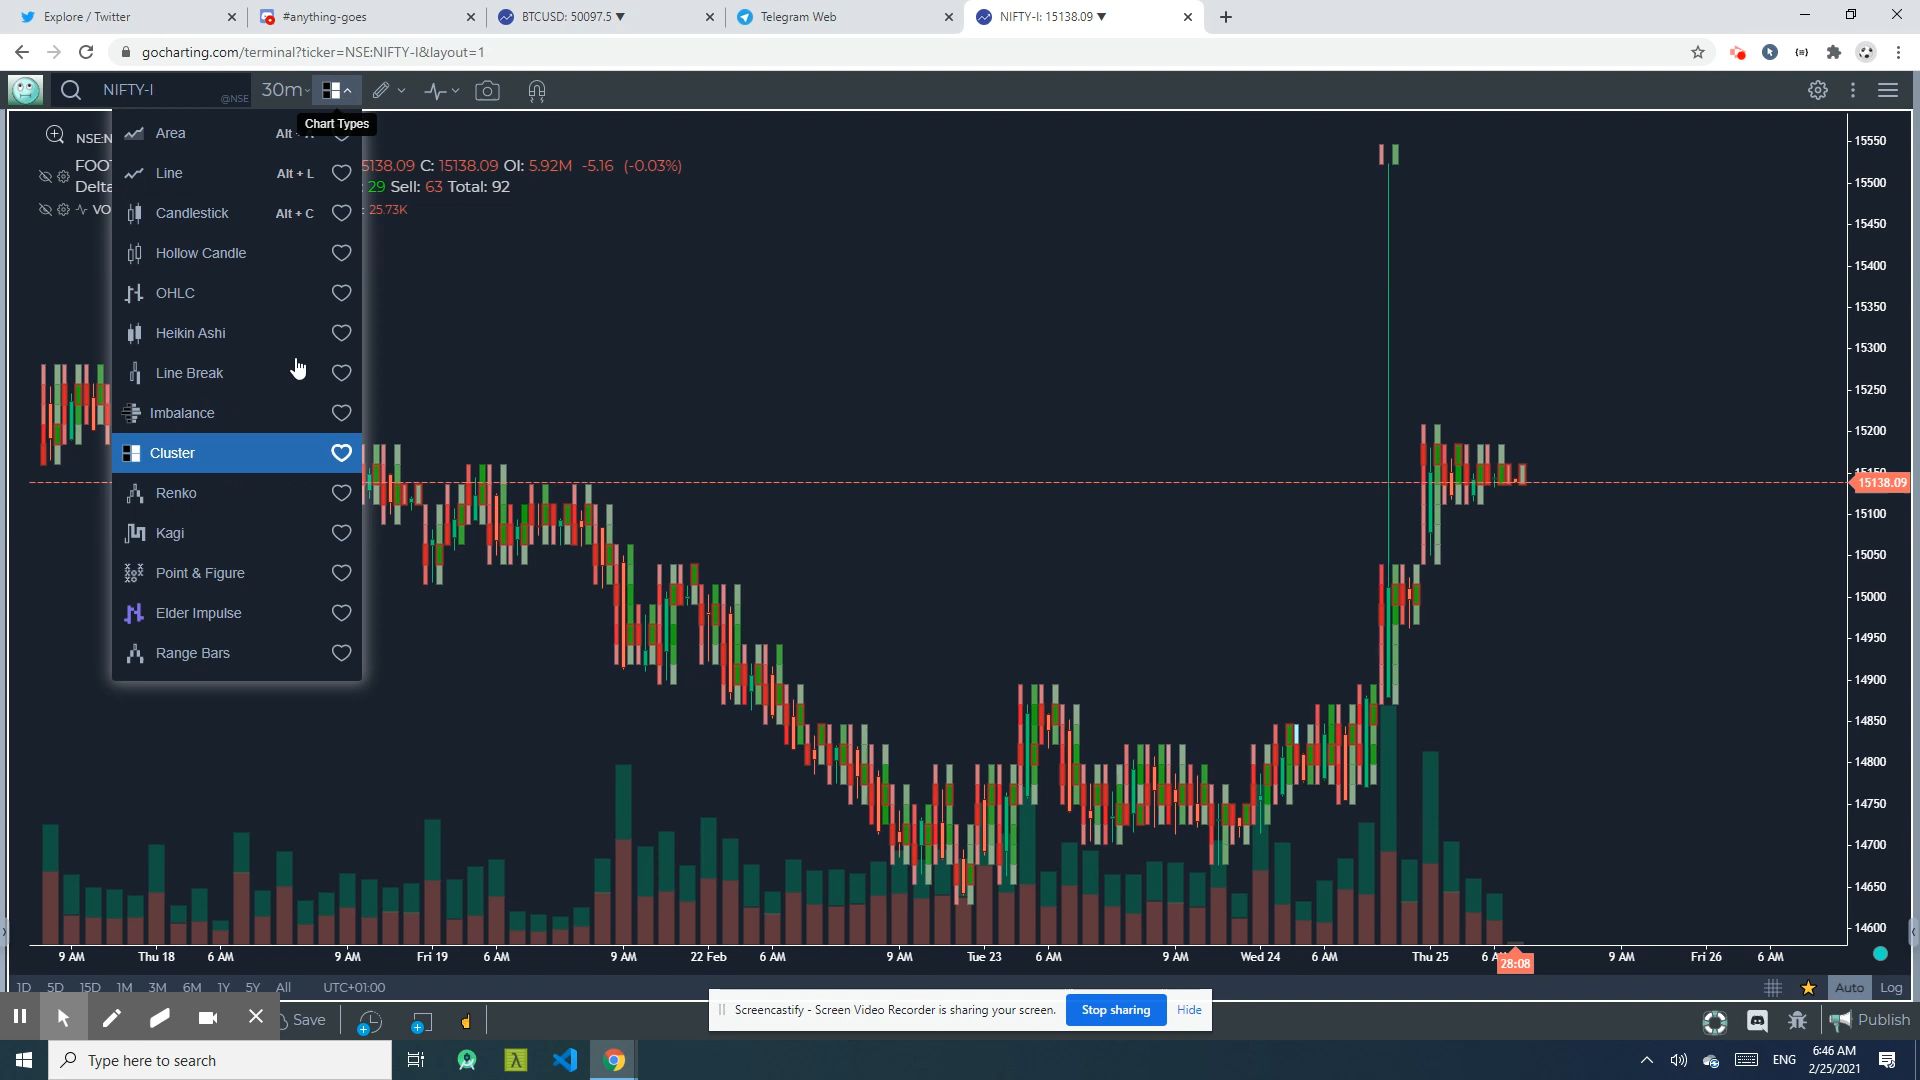 Explore / Twitter
#anything-goes
BTCUSD: 50097.5 ▼
Telegram Web
NIFTY-I: 15138.09 ▼
gocharting.com/terminal?ticker=NSE:NIFTY-I&layout=1
NIFTY-I
@NSE
30m
Chart Types
Area
Line Alt + L
Candlestick Alt + C
Hollow Candle
OHLC
Heikin Ashi
Line Break
Imbalance
Cluster
Renko
Kagi
Point & Figure
Elder Impulse
Range Bars
C: 15138.09 OI: 5.92M -5.16 (-0.03%)
29 Sell: 63 Total: 92
25.73K
15550
15500
15450
15400
15350
15300
15250
15200
15138.09
15100
15050
15000
14950
14900
14850
14800
14750
14700
14650
14600
9 AM Thu 18 6 AM 9 AM Fri 19 6 AM 9 AM 22 Feb 6 AM 9 AM Tue 23 6 AM 9 AM Wed 24 6 AM Thu 25 28:08 9 AM Fri 26 6 AM
1D 5D 15D 1M 3M 6M 1Y 5Y All UTC+01:00
Auto Log
Save
Screencastify - Screen Video Recorder is sharing your screen. Stop sharing Hide
Publish
Type here to search
ENG
6:46 AM
2/25/2021